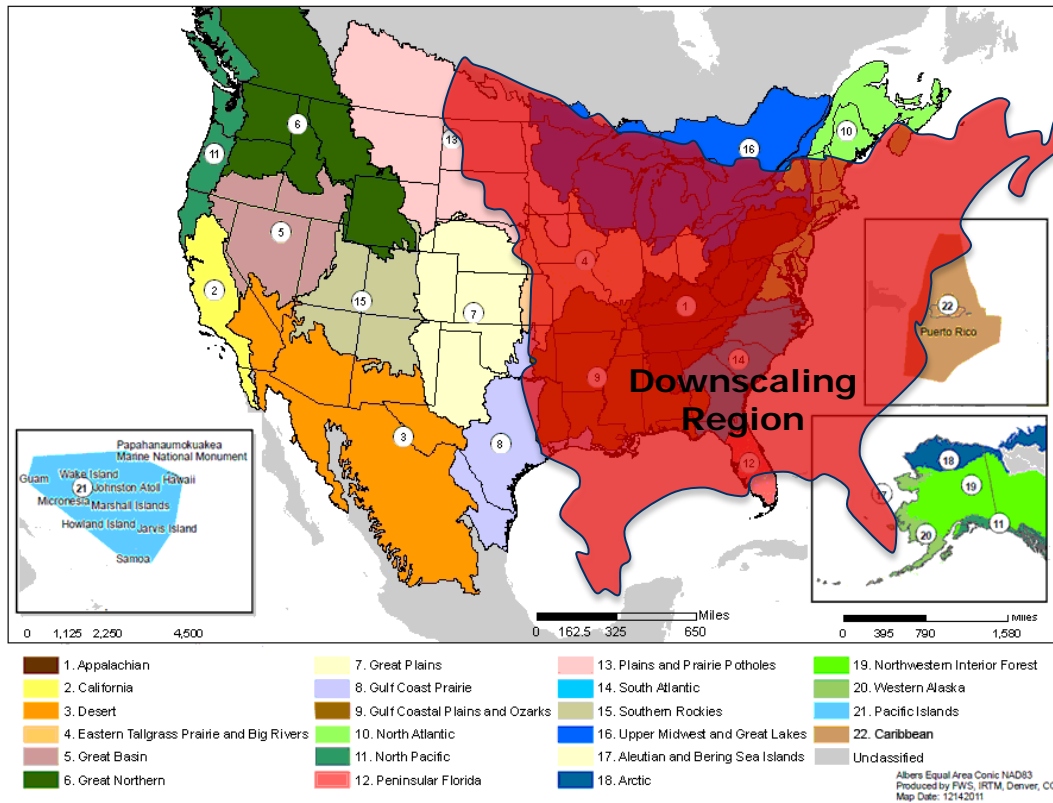 6
13
11
10
16
5
2
15
4
7
1
22
Puerto Rico
14
9
Downscaling
Region
3
8
12
Papahanaumokuakea
Marine National Monument
Guam
Wake Island
Hawaii
21
Johnston Atoll
Micronesia
Marshall Islands
Howland Island
Jarvis Island
Samoa
18
17
19
20
11
0 1,125 2,250 4,500
Miles
0 162.5 325 650
Miles
0 395 790 1,580
1. Appalachian
2. California
3. Desert
4. Eastern Tallgrass Prairie and Big Rivers
5. Great Basin
6. Great Northern
7. Great Plains
8. Gulf Coast Prairie
9. Gulf Coastal Plains and Ozarks
10. North Atlantic
11. North Pacific
12. Peninsular Florida
13. Plains and Prairie Potholes
14. South Atlantic
15. Southern Rockies
16. Upper Midwest and Great Lakes
17. Aleutian and Bering Sea Islands
18. Arctic
19. Northwestern Interior Forest
20. Western Alaska
21. Pacific Islands
22. Caribbean
Unclassified
Albers Equal Area Conic NAD83
Produced by FWS, IRTM, Denver, CO
Map Date: 12142011